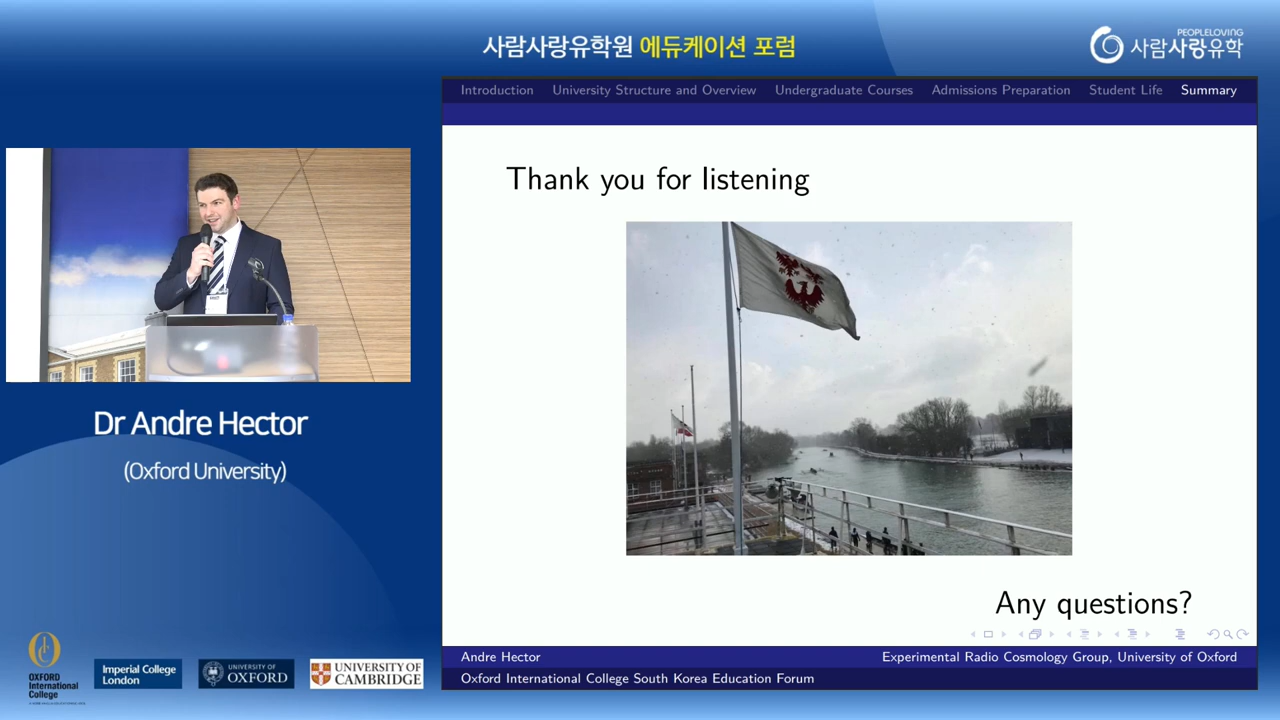 사람사랑유학원 에듀케이션 포럼
PEOPLELOVING
사람사랑유학
Introduction University Structure and Overview Undergraduate Courses Admissions Preparation Student Life Summary
Thank you for listening
Any questions?
Andre Hector Experimental Radio Cosmology Group, University of Oxford
Oxford International College South Korea Education Forum
Dr Andre Hector
(Oxford University)
OXFORD
International
College
Imperial College
London
UNIVERSITY OF
OXFORD
UNIVERSITY OF
CAMBRIDGE